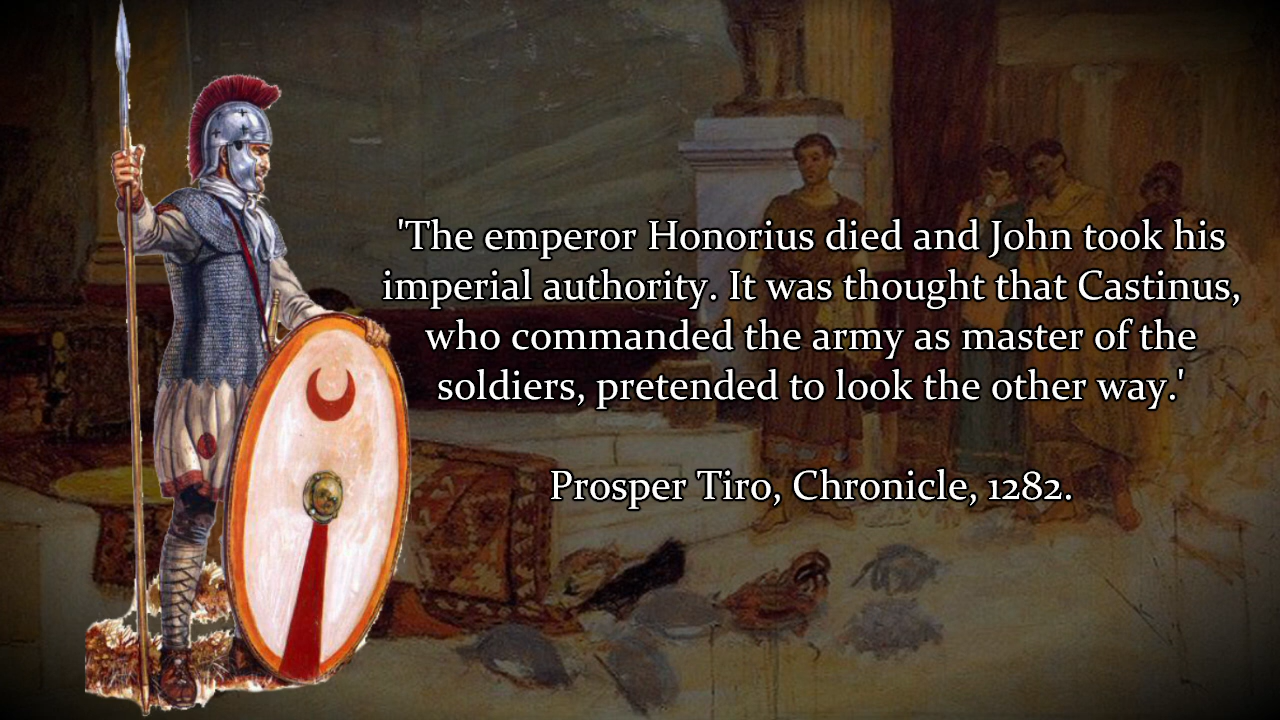 'The emperor Honorius died and John took his
imperial authority. It was thought that Castinus,
who commanded the army as master of the
soldiers, pretended to look the other way.'
Prosper Tiro, Chronicle, 1282.